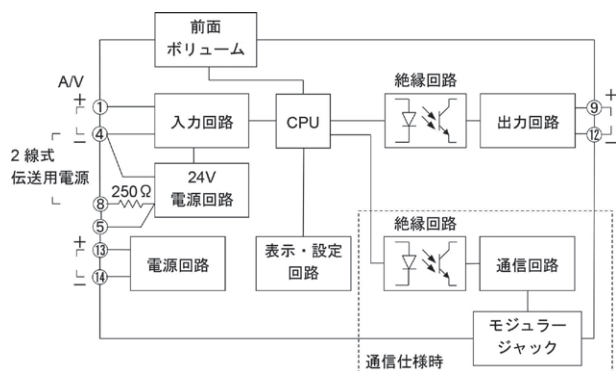 前面
ボリューム
A/V
+
①
④
−
入力回路
CPU
絶縁回路
出力回路
⑨
+
⑫
−
2 線式
伝送用電源
24V
電源回路
250 Ω
⑧
⑤
+
⑬
⑭
−
電源回路
表示・設定
回路
絶縁回路
通信回路
モジュラー
ジャック
通信仕様時